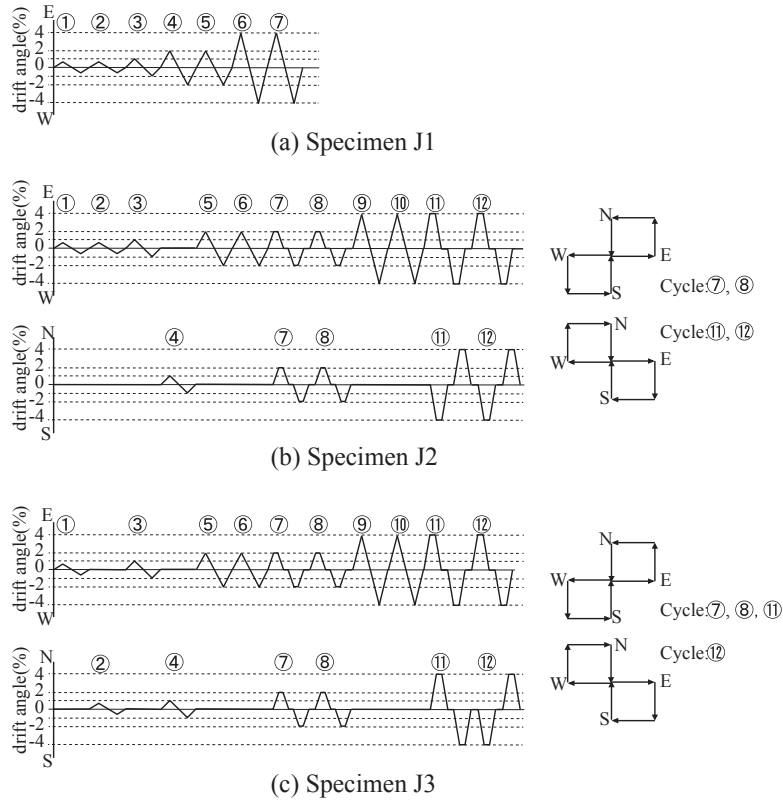 E
① ② ③ ④ ⑤ ⑥ ⑦
drift angle(%)
4
2
0
-2
-4
W
(a) Specimen J1
E
① ② ③ ⑤ ⑥ ⑦ ⑧ ⑨ ⑩ ⑪ ⑫
drift angle(%)
4
2
0
-2
-4
W
N
④ ⑦ ⑧ ⑪ ⑫
drift angle(%)
4
2
0
-2
-4
S
N
W E
S
Cycle:⑦, ⑧
N
Cycle:⑪, ⑫
W E
S
(b) Specimen J2
E
① ③ ⑤ ⑥ ⑦ ⑧ ⑨ ⑩ ⑪ ⑫
drift angle(%)
4
2
0
-2
-4
W
N
② ④ ⑦ ⑧ ⑪ ⑫
drift angle(%)
4
2
0
-2
-4
S
N
W E
S
Cycle:⑦, ⑧, ⑪
N
Cycle:⑫
W E
S
(c) Specimen J3